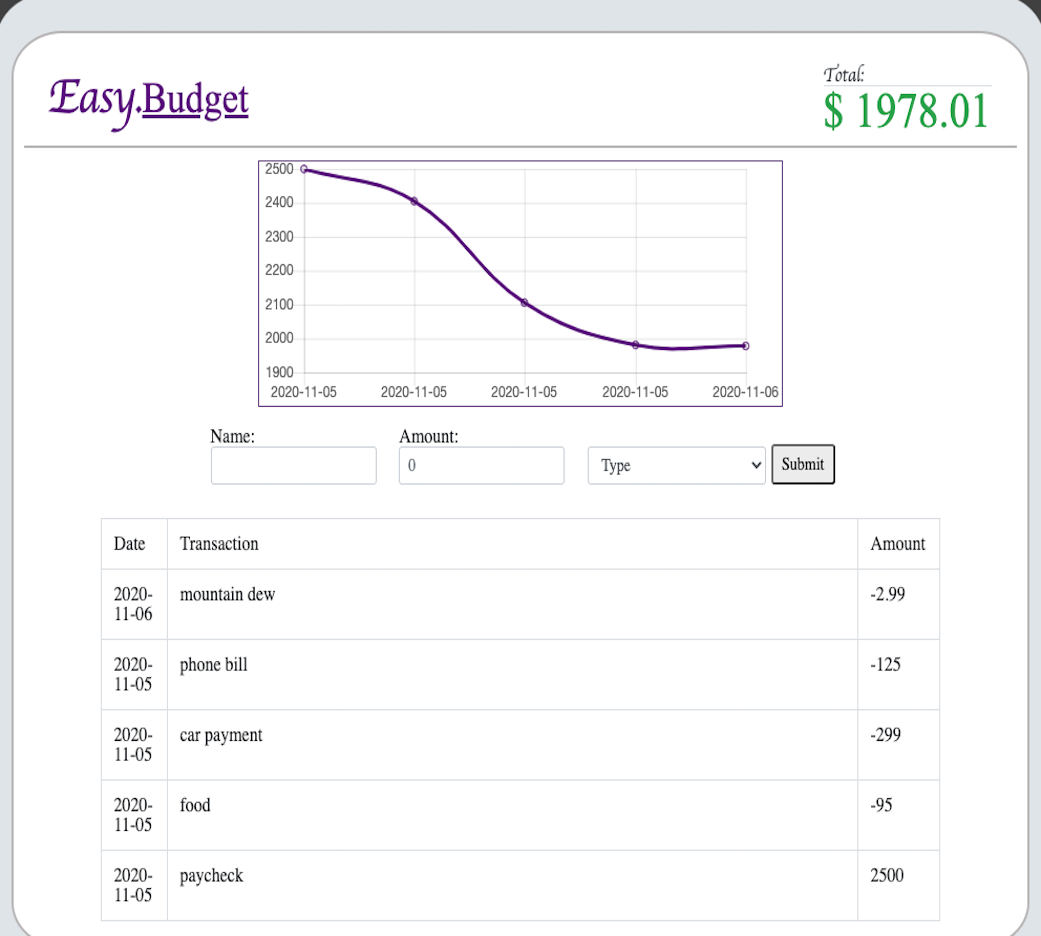 Easy.Budget
Total:
$ 1978.01
2500
2400
2300
2200
2100
2000
1900
2020-11-05 2020-11-05 2020-11-05 2020-11-05 2020-11-06
Name: Amount:
0 Type Submit
Date Transaction Amount
2020- mountain dew -2.99
11-06
2020- phone bill -125
11-05
2020- car payment -299
11-05
2020- food -95
11-05
2020- paycheck 2500
11-05